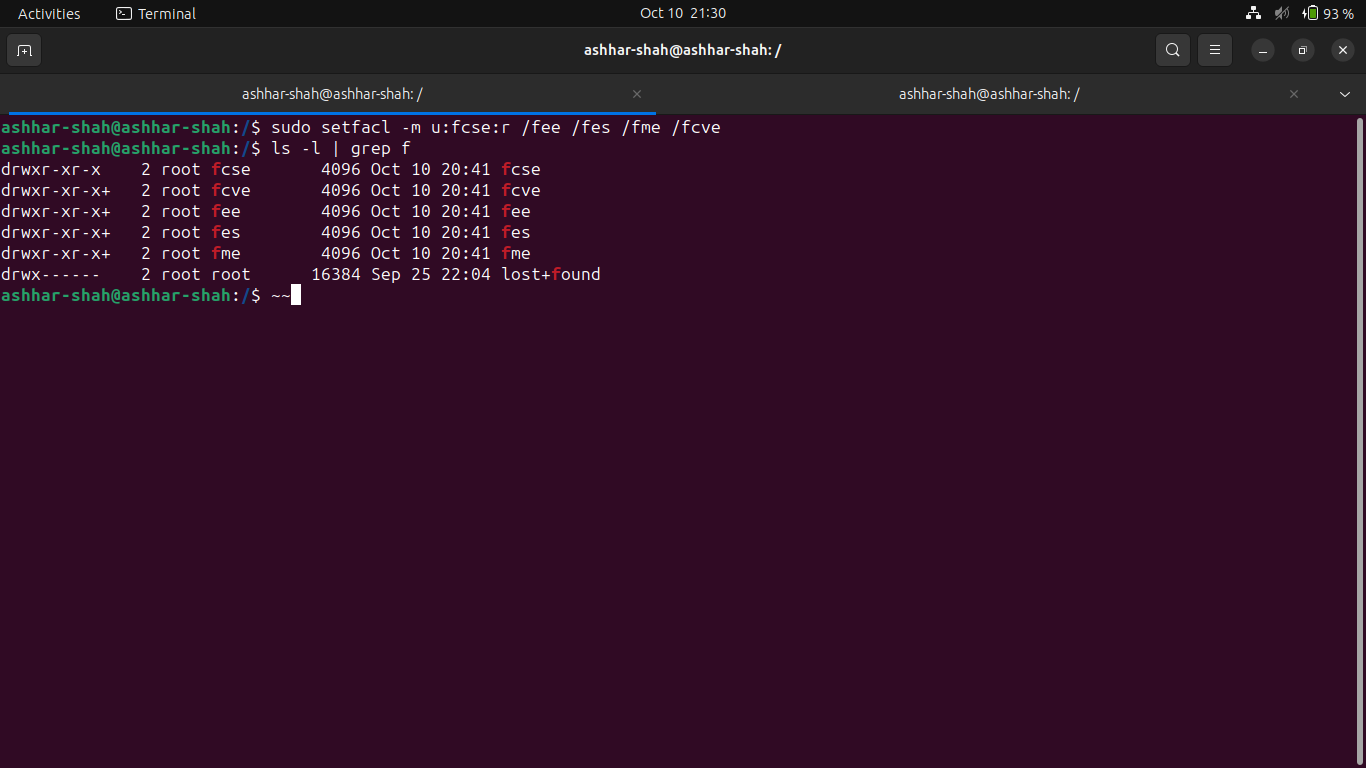 Activities Terminal Oct 10 21:30 93 %
ashhar-shah@ashhar-shah: /
ashhar-shah@ashhar-shah: / ashhar-shah@ashhar-shah: /
ashhar-shah@ashhar-shah:/$ sudo setfacl -m u:fcse:r /fee /fes /fme /fcve
ashhar-shah@ashhar-shah:/$ ls -l | grep f
drwxr-xr-x    2 root fcse       4096 Oct 10 20:41 fcse
drwxr-xr-x+   2 root fcve       4096 Oct 10 20:41 fcve
drwxr-xr-x+   2 root fee        4096 Oct 10 20:41 fee
drwxr-xr-x+   2 root fes        4096 Oct 10 20:41 fes
drwxr-xr-x+   2 root fme        4096 Oct 10 20:41 fme
drwx------    2 root root      16384 Sep 25 22:04 lost+found
ashhar-shah@ashhar-shah:/$ ~~